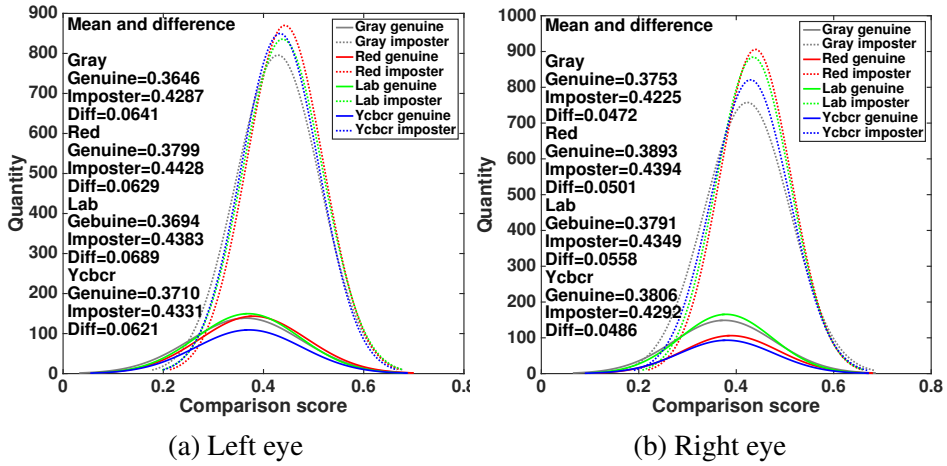 Mean and difference
Gray
Genuine=0.3646
Imposter=0.4287
Diff=0.0641
Red
Genuine=0.3799
Imposter=0.4428
Diff=0.0629
Lab
Gebuine=0.3694
Imposter=0.4383
Diff=0.0689
Ycbcr
Genuine=0.3710
Imposter=0.4331
Diff=0.0621
Gray genuine
Gray imposter
Red genuine
Red imposter
Lab genuine
Lab imposter
Ycbcr genuine
Ycbcr imposter
900
800
700
600
500
400
300
200
100
0
Quantity
0
0.2
0.4
0.6
0.8
Comparison score
(a) Left eye
Mean and difference
Gray
Genuine=0.3753
Imposter=0.4225
Diff=0.0472
Red
Genuine=0.3893
Imposter=0.4394
Diff=0.0501
Lab
Gebuine=0.3791
Imposter=0.4349
Diff=0.0558
Ycbcr
Genuine=0.3806
Imposter=0.4292
Diff=0.0486
Gray genuine
Gray imposter
Red genuine
Red imposter
Lab genuine
Lab imposter
Ycbcr genuine
Ycbcr imposter
1000
900
800
700
600
500
400
300
200
100
0
Quantity
0
0.2
0.4
0.6
0.8
Comparison score
(b) Right eye